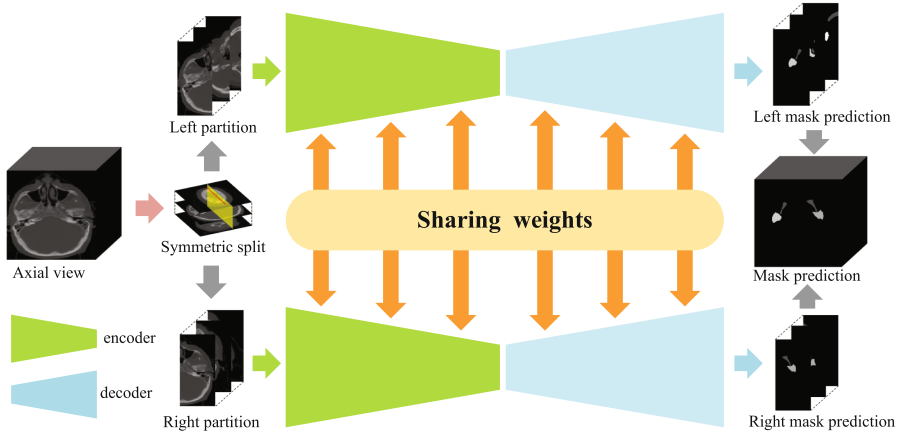 Left partition
Left mask prediction
Sharing weights
Symmetric split
Axial view
Mask prediction
encoder
decoder
Right partition
Right mask prediction